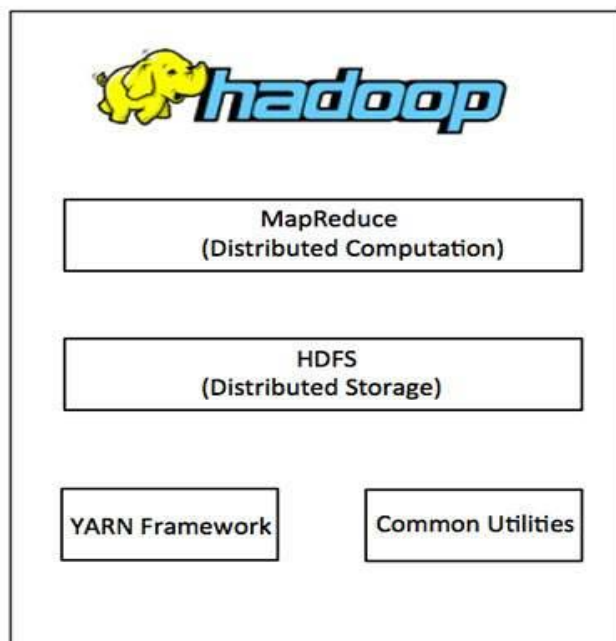 hadoop
MapReduce
(Distributed Computation)
HDFS
(Distributed Storage)
YARN Framework
Common Utilities